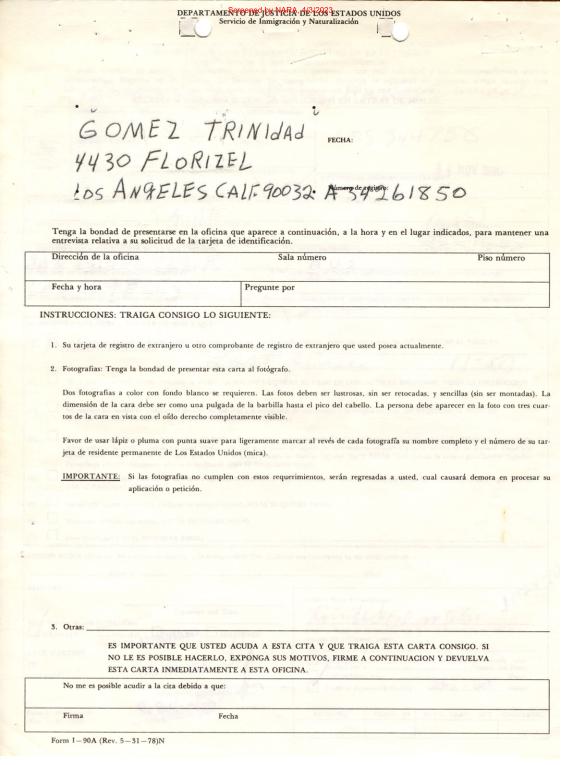 DEPARTAMENTO DE JUSTICIA DE LOS ESTADOS UNIDOS
Screened by NARA, 4/3/2023
Servicio de Inmigración y Naturalización
GOMEZ TRINIDAD
FECHA:
4430 FLORIZEL
LOS ANGELES CALIF. 90032
Número de registro:
A 34261850
Tenga la bondad de presentarse en la oficina que aparece a continuación, a la hora y en el lugar indicados, para mantener una
entrevista relativa a su solicitud de la tarjeta de identificación.
Dirección de la oficina Sala número Piso número
Fecha y hora Pregunte por
INSTRUCCIONES: TRAIGA CONSIGO LO SIGUIENTE:
1. Su tarjeta de registro de extranjero u otro comprobante de registro de extranjero que usted posea actualmente.
2. Fotografías: Tenga la bondad de presentar esta carta al fotógrafo.
Dos fotografías a color con fondo blanco se requieren. Las fotos deben ser lustrosas, sin ser retocadas, y sencillas (sin ser montadas). La
dimensión de la cara debe ser como una pulgada de la barbilla hasta el pico del cabello. La persona debe aparecer en la foto con tres cuar-
tos de la cara en vista con el oído derecho completamente visible.
Favor de usar lápiz o pluma con punta suave para ligeramente marcar al revés de cada fotografía su nombre completo y el número de su tar-
jeta de residente permanente de Los Estados Unidos (mica).
IMPORTANTE: Si las fotografías no cumplen con estos requerimientos, serán regresadas a usted, cual causará demora en procesar su
aplicación o petición.
3. Otras:
ES IMPORTANTE QUE USTED ACUDA A ESTA CITA Y QUE TRAIGA ESTA CARTA CONSIGO. SI
NO LE ES POSIBLE HACERLO, EXPONGA SUS MOTIVOS, FIRME A CONTINUACION Y DEVUELVA
ESTA CARTA INMEDIATAMENTE A ESTA OFICINA.
No me es posible acudir a la cita debido a que:
Firma Fecha
Form I-90A (Rev. 5-31-78)N